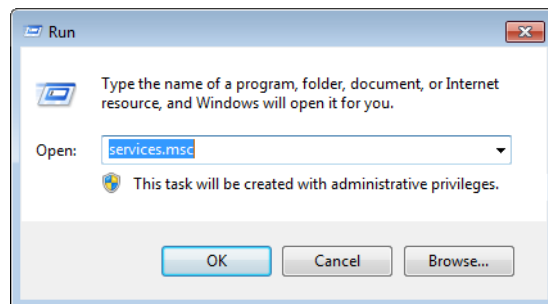 Run
Type the name of a program, folder, document, or Internet
resource, and Windows will open it for you.
Open: services.msc
This task will be created with administrative privileges.
OK Cancel Browse...